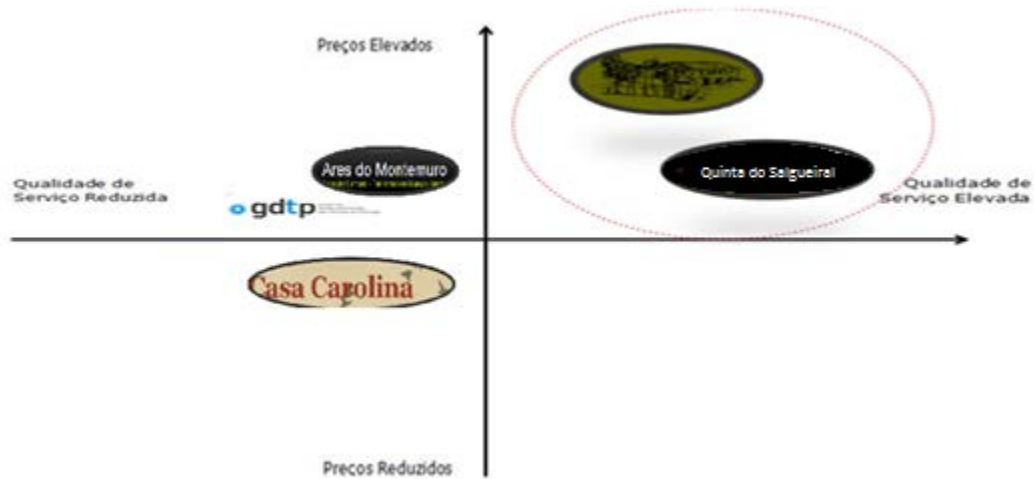 Preços Elevados
Ares do Montemuro
Quinta do Salgueiral
Qualidade de
Serviço Reduzida
Qualidade de
Serviço Elevada
gdtp
Casa Carolina
Preços Reduzidos